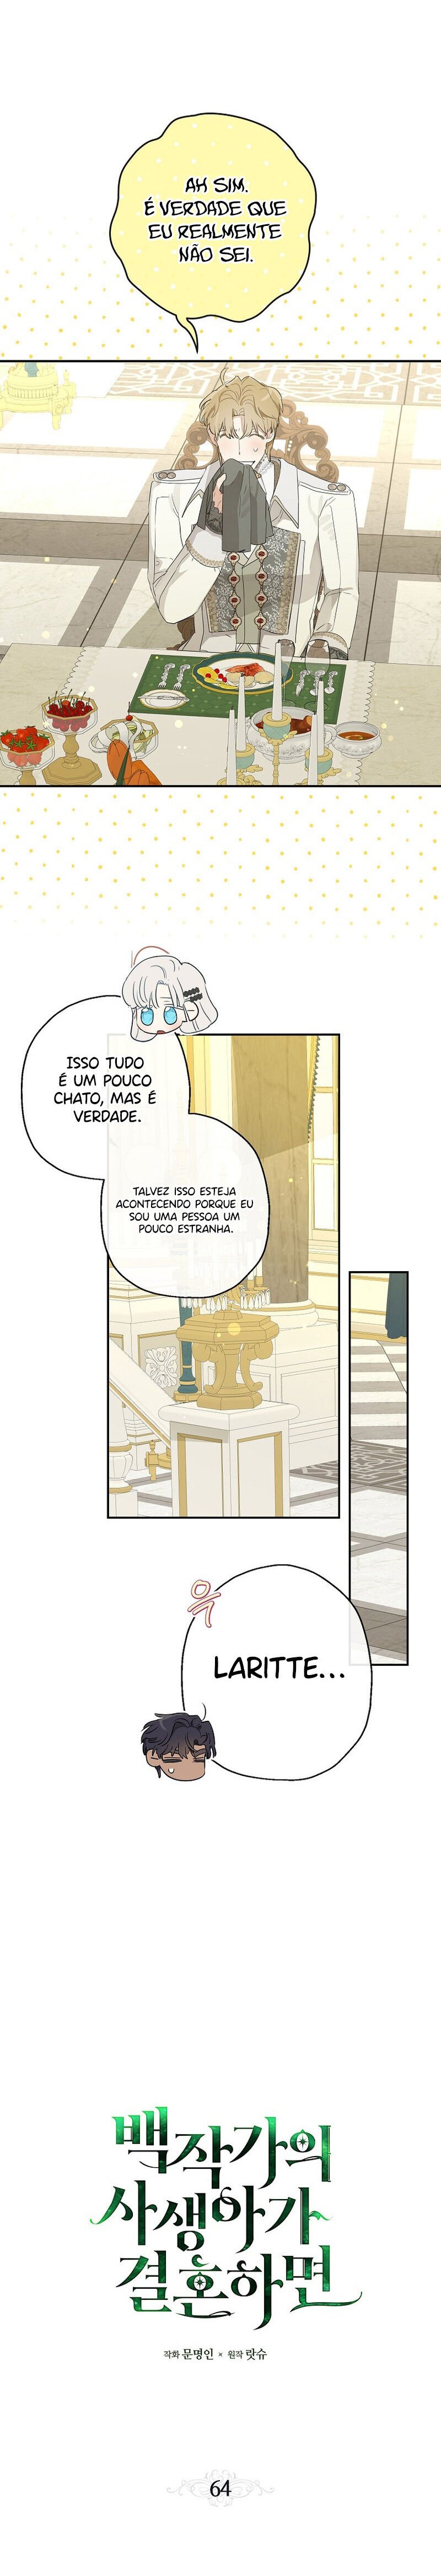 AH SIM.
É VERDADE QUE
EU REALMENTE
NÃO SEI.
ISSO TUDO
É UM POUCO
CHATO, MAS É
VERDADE.
TALVEZ ISSO ESTEJA
ACONTECENDO PORQUE EU
SOU UMA PESSOA UM
POUCO ESTRANHA.
윽
LARITTE...
백작가의
사생아가
결혼하면
작화 문명인 × 원작 랏슈
64